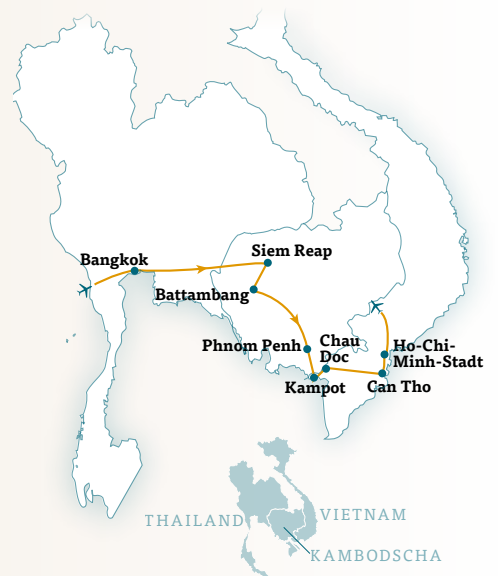 Bangkok
Siem Reap
Battambang
Phnom Penh
Chau
Doc
Ho-Chi-
Minh-Stadt
Kampot
Can Tho
THAILAND
VIETNAM
KAMBODSCHA